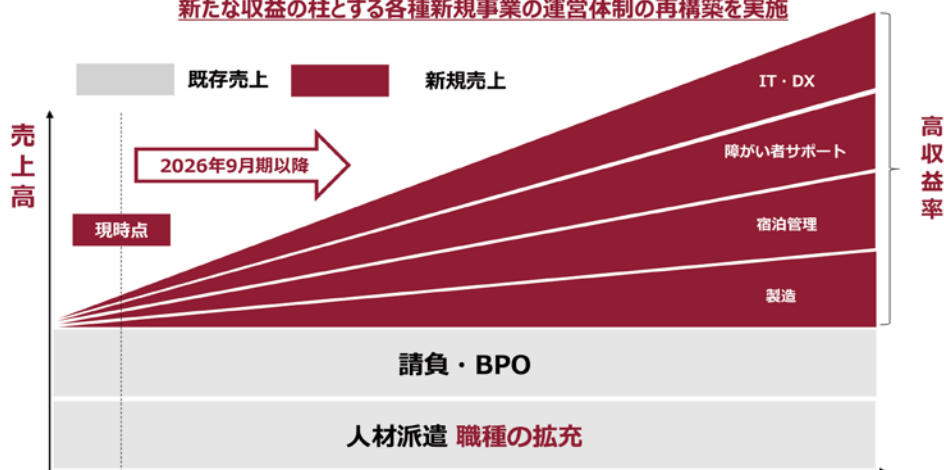 新たな収益の柱とする各種新規事業の運営体制の再構築を実施
既存売上
新規売上
売上高
2026年9月期以降
現時点
IT・DX
障がい者サポート
宿泊管理
製造
高収益率
請負・BPO
人材派遣 職種の拡充